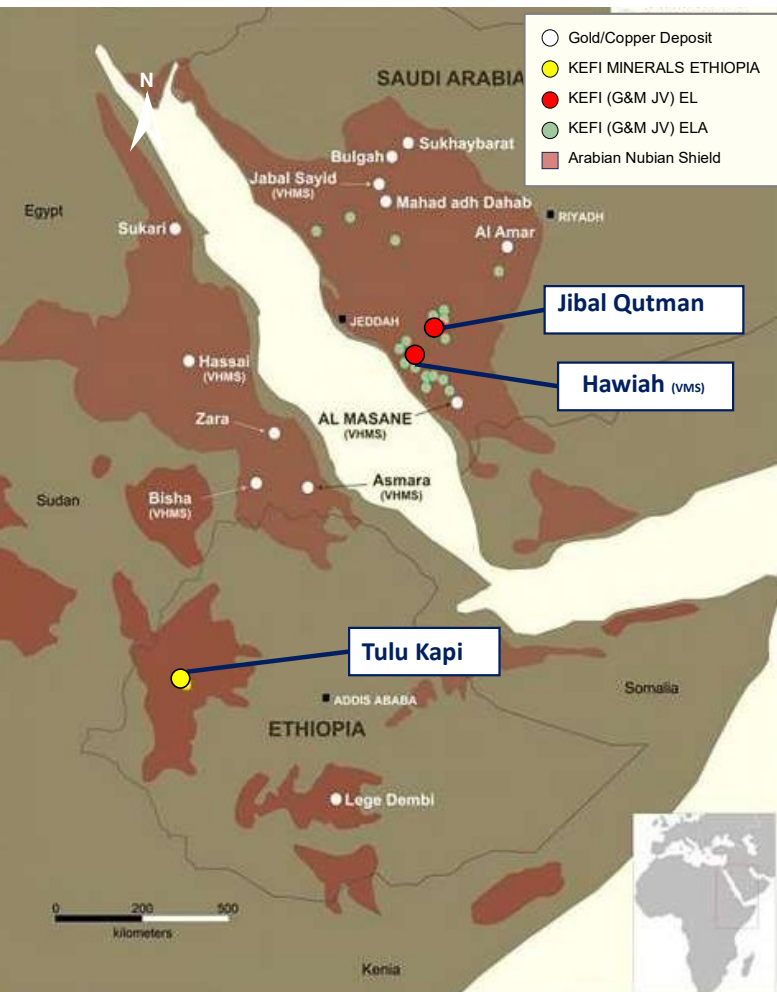 Gold/Copper Deposit
KEFI MINERALS ETHIOPIA
KEFI (G&M JV) EL
KEFI (G&M JV) ELA
Arabian Nubian Shield
N
SAUDI ARABIA
Sukhaybarat
Bulgah
Jabal Sayid
(VHMS)
Mahad adh Dahab
Egypt
RIYADH
Sukari
Al Amar
Jibal Qutman
JEDDAH
Hassai
(VHMS)
Hawiah (VMS)
Zara
AL MASANE
(VHMS)
Bisha
(VHMS)
Asmara
(VHMS)
Sudan
Tulu Kapi
Somalia
ADDIS ABABA
ETHIOPIA
Lege Dembi
0 200 500
kilometers
Kenia